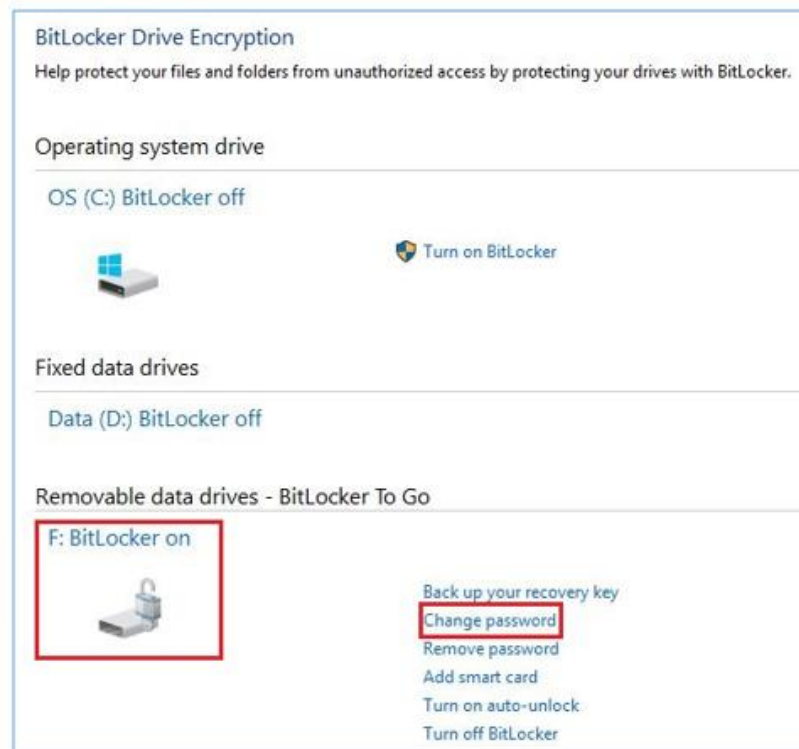 BitLocker Drive Encryption
Help protect your files and folders from unauthorized access by protecting your drives with BitLocker.
Operating system drive
OS (C:) BitLocker off
Turn on BitLocker
Fixed data drives
Data (D:) BitLocker off
Removable data drives - BitLocker To Go
F: BitLocker on
Back up your recovery key
Change password
Remove password
Add smart card
Turn on auto-unlock
Turn off BitLocker